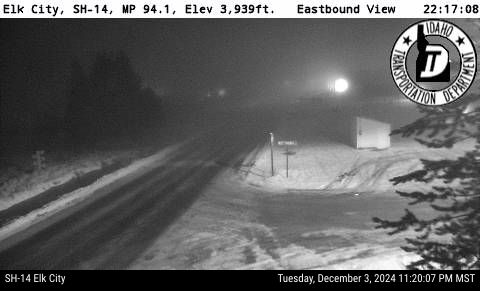 Elk City, SH-14, MP 94.1, Elev 3,939ft. Eastbound View 22:17:08
IDAHO
TRANSPORTATION DEPARTMENT
SH-14 Elk City Tuesday, December 3, 2024 11:20:07 PM MST